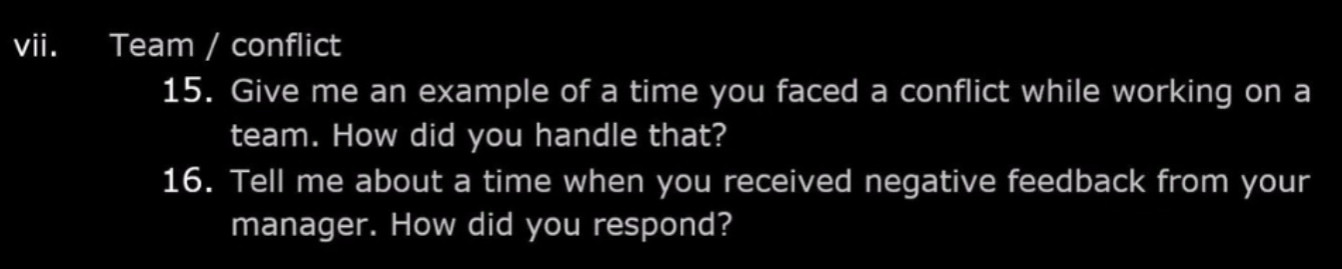 vii. Team / conflict
15. Give me an example of a time you faced a conflict while working on a
team. How did you handle that?
16. Tell me about a time when you received negative feedback from your
manager. How did you respond?